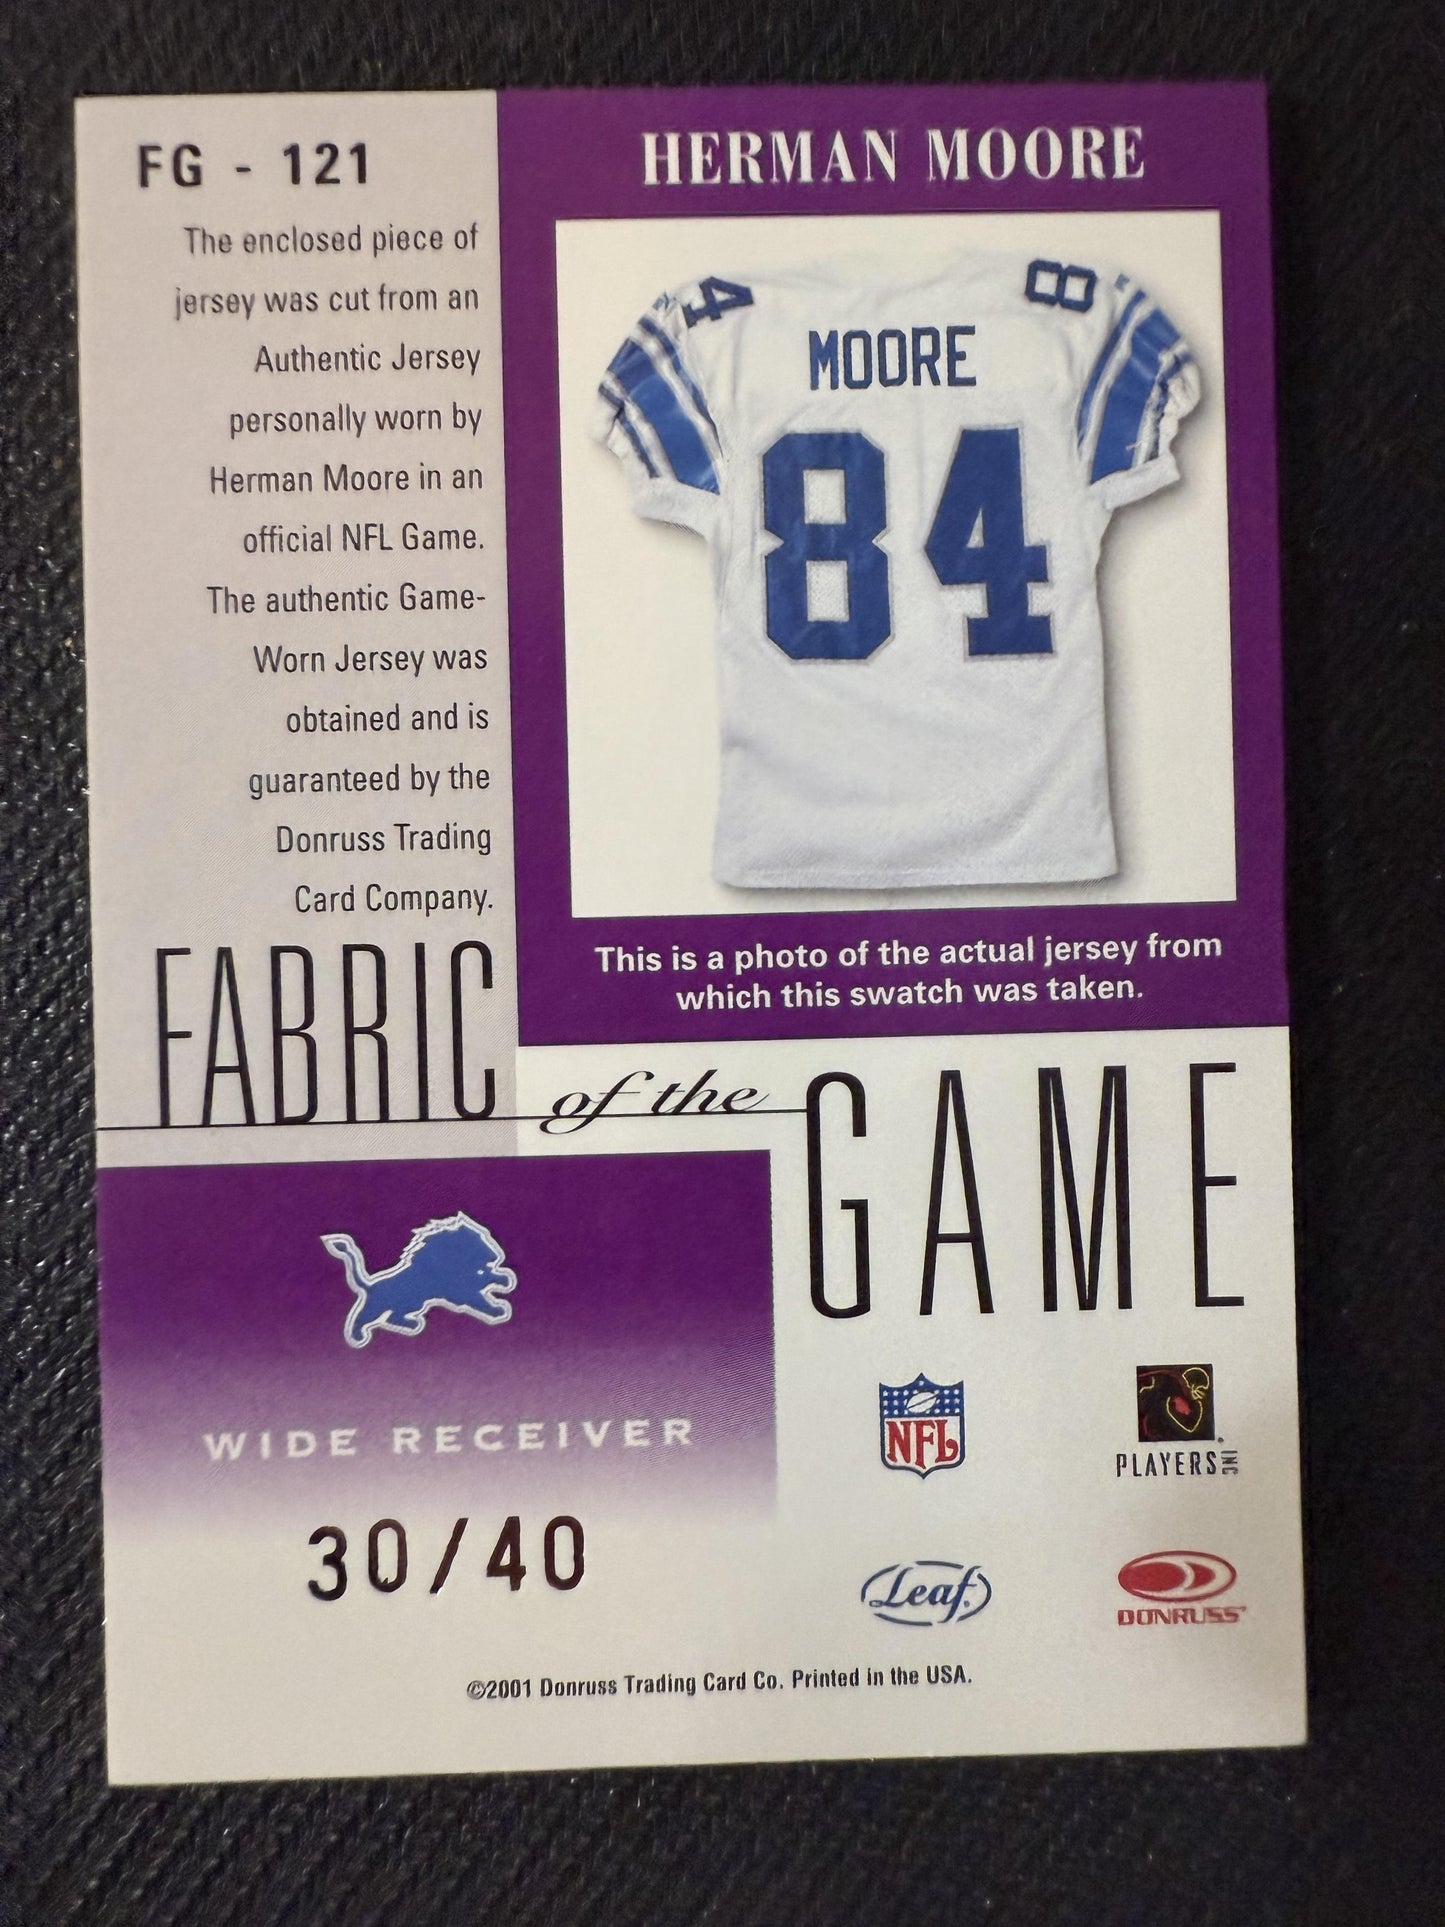 FG - 121
The enclosed piece of
jersey was cut from an
Authentic Jersey
personally worn by
Herman Moore in an
official NFL Game.
The authentic Game-
Worn Jersey was
obtained and is
guaranteed by the
Donruss Trading
Card Company.
HERMAN MOORE
4 8
MOORE
84
This is a photo of the actual jersey from
which this swatch was taken.
FABRIC of the GAME
WIDE RECEIVER
30/40
NFL
PLAYERS INC
Leaf.
DONRUSS
©2001 Donruss Trading Card Co. Printed in the USA.